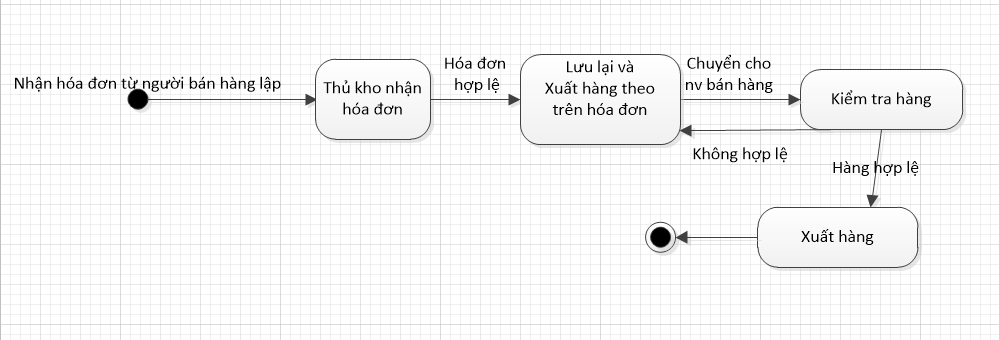 Nhận hóa đơn từ người bán hàng lập
Thủ kho nhận
hóa đơn
Hóa đơn
hợp lệ
Lưu lại và
Xuất hàng theo
trên hóa đơn
Chuyển cho
nv bán hàng
Kiểm tra hàng
Không hợp lệ
Hàng hợp lệ
Xuất hàng